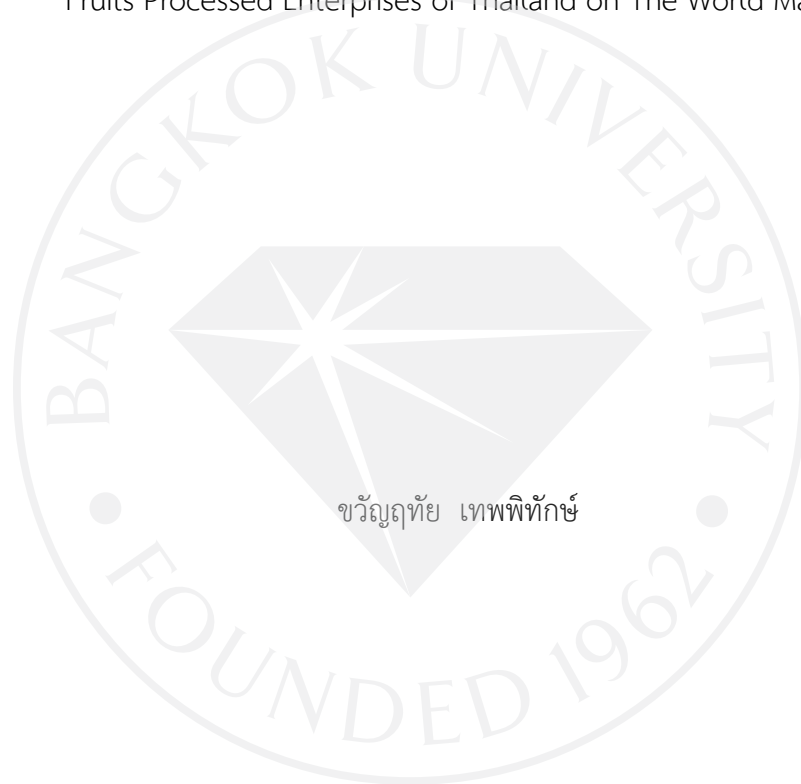 Fruits Processed Enterprises of Thailand on The World Ma
BANGKOK UNIVERSITY
ขวัญฤทัย เทพพิทักษ์
FOUNDED 1962